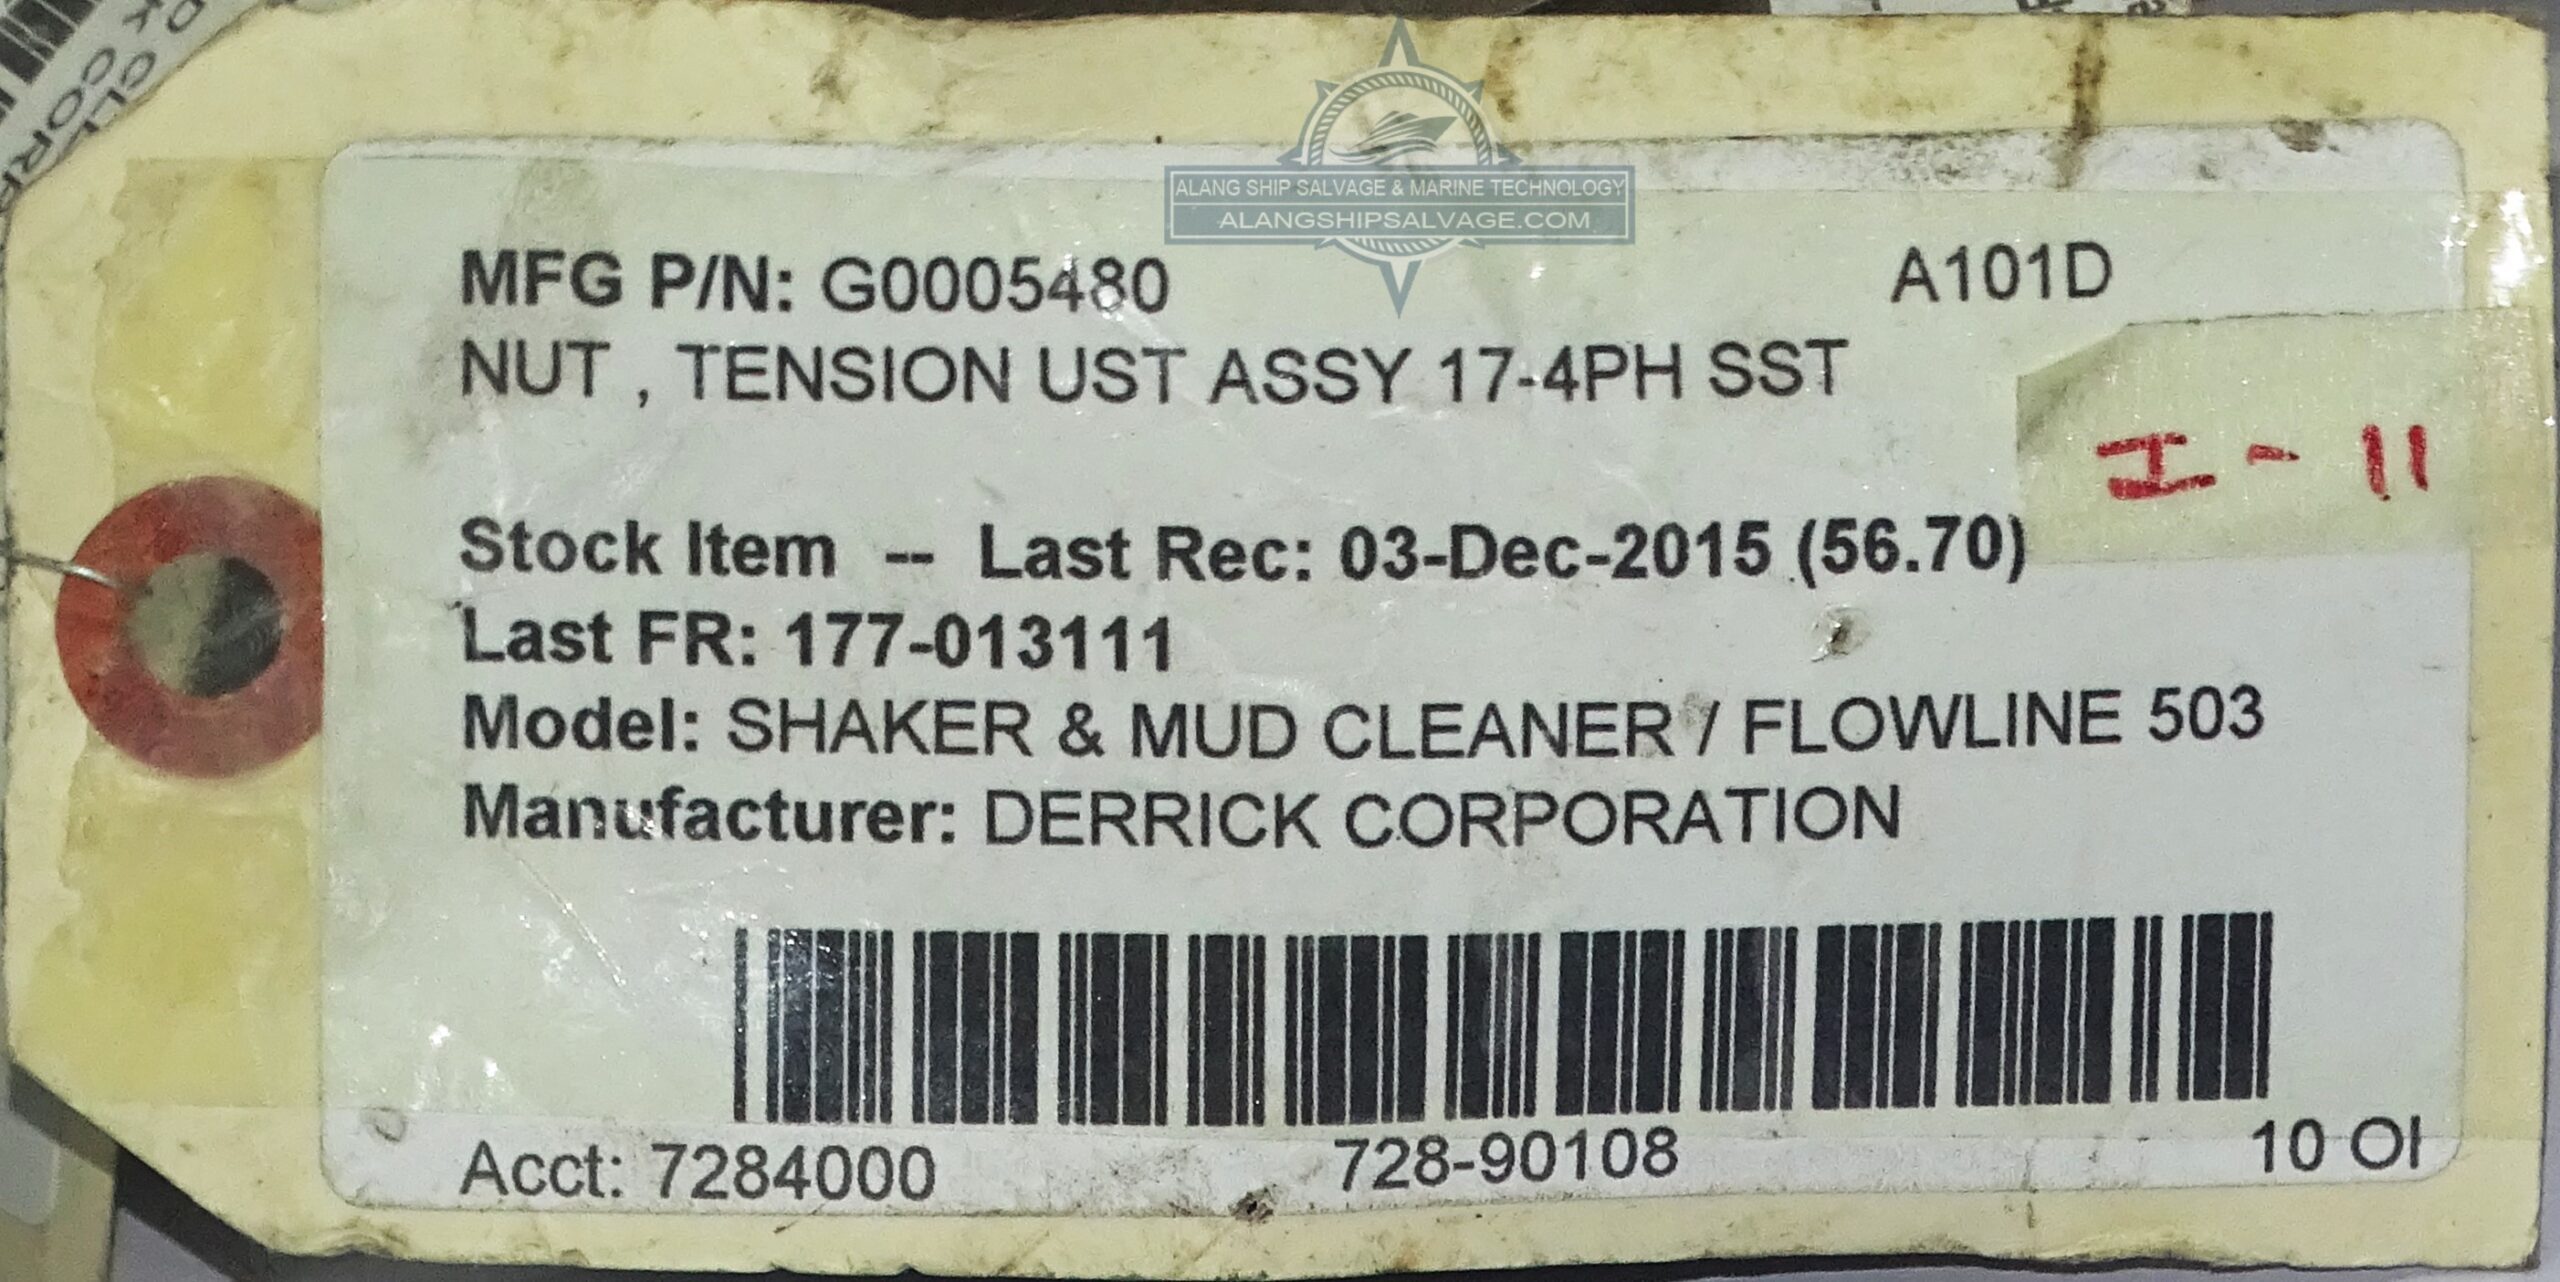 ALANG SHIP SALVAGE & MARINE TECHNOLOGY
ALANGSHIPSALVAGE.COM
MFG P/N: G0005480 A101D
NUT , TENSION UST ASSY 17-4PH SST
I - 11
Stock Item -- Last Rec: 03-Dec-2015 (56.70)
Last FR: 177-013111
Model: SHAKER & MUD CLEANER / FLOWLINE 503
Manufacturer: DERRICK CORPORATION
Acct: 7284000 728-90108 10 OI